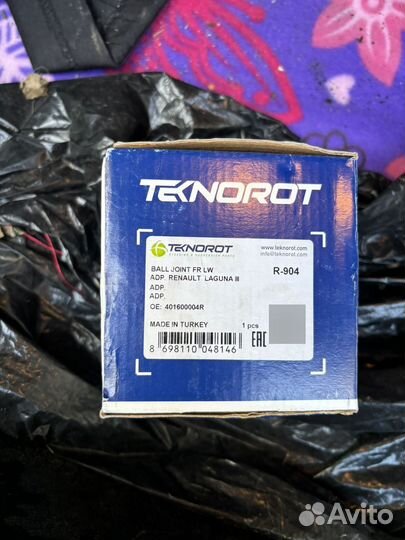 TEKNOROT
TEKNOROT
STEERING & SUSPENSION PARTS
www.teknorot.com
info@teknorot.com
BALL JOINT FR LW
R-904
ADP. RENAULT LAGUNA III
ADP.
ADP.
OE: 401600004R
MADE IN TURKEY
1 pcs
8 698110 048146
EAC
Avito